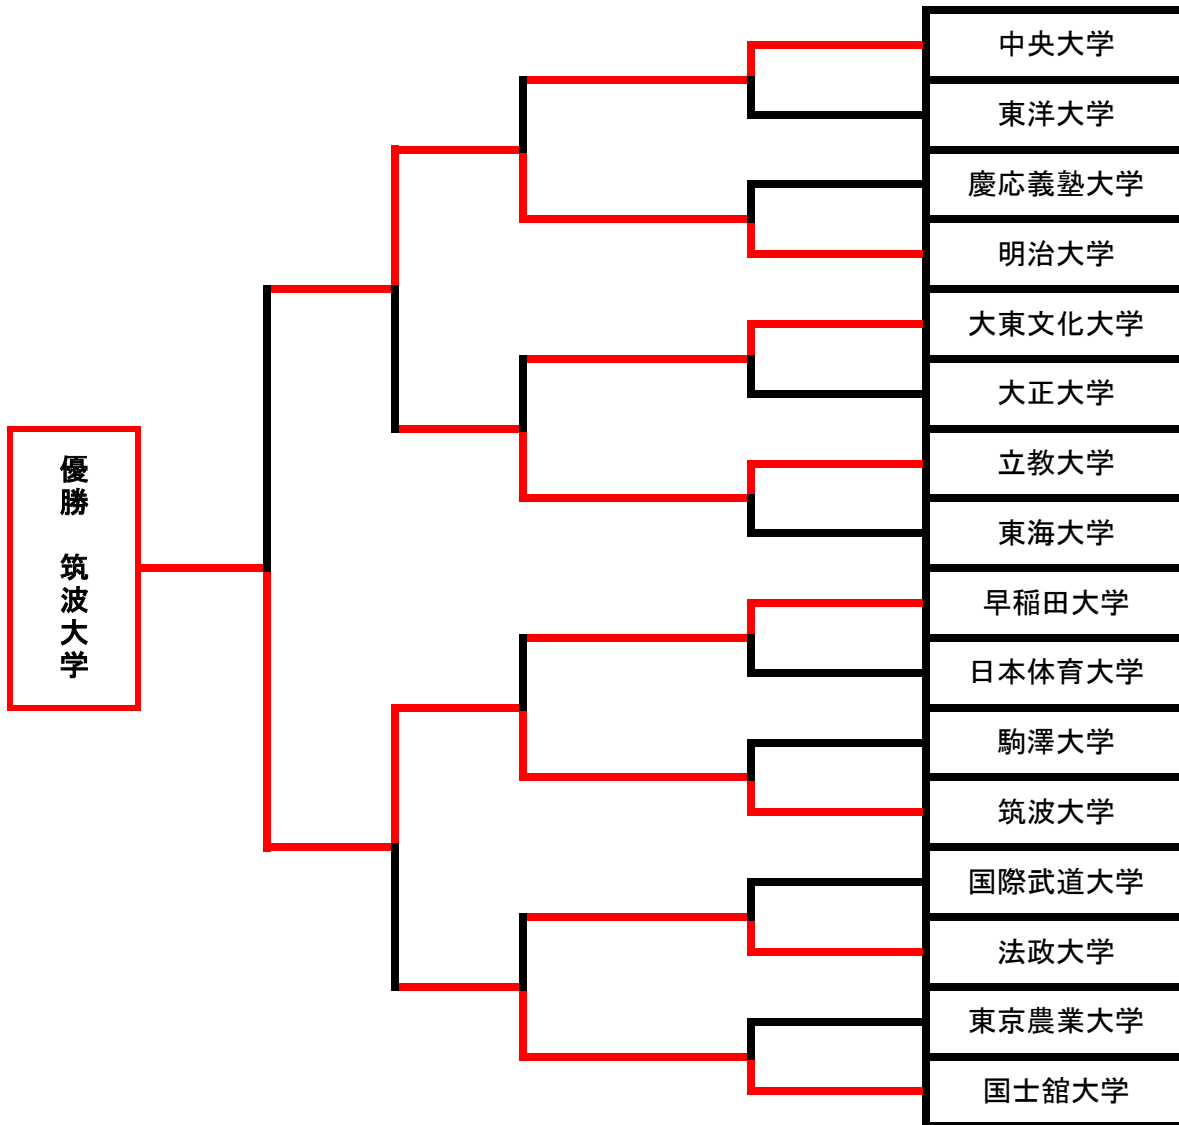 中央大学
東洋大学
慶応義塾大学
明治大学
大東文化大学
大正大学
立教大学
東海大学
早稲田大学
日本体育大学
駒澤大学
筑波大学
国際武道大学
法政大学
東京農業大学
国士舘大学
優勝　筑波大学